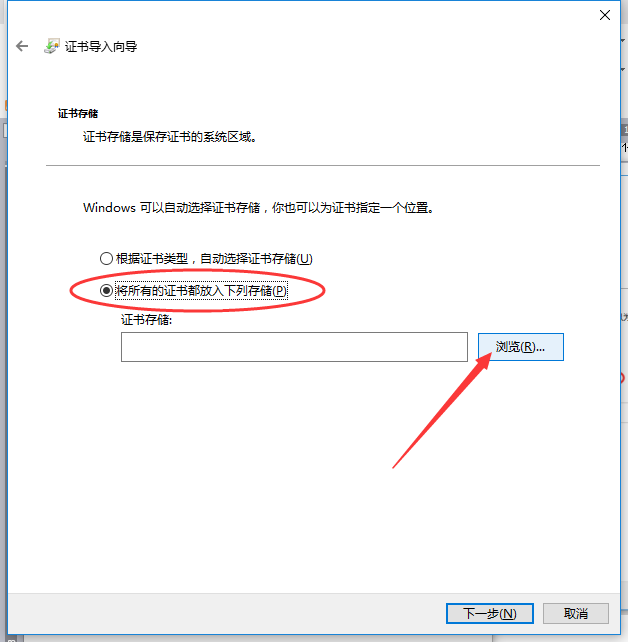 证书导入向导
证书存储
证书存储是保存证书的系统区域。
Windows 可以自动选择证书存储，你也可以为证书指定一个位置。
根据证书类型，自动选择证书存储(U)
将所有的证书都放入下列存储(P)
证书存储:
浏览(R)...
下一步(N)
取消